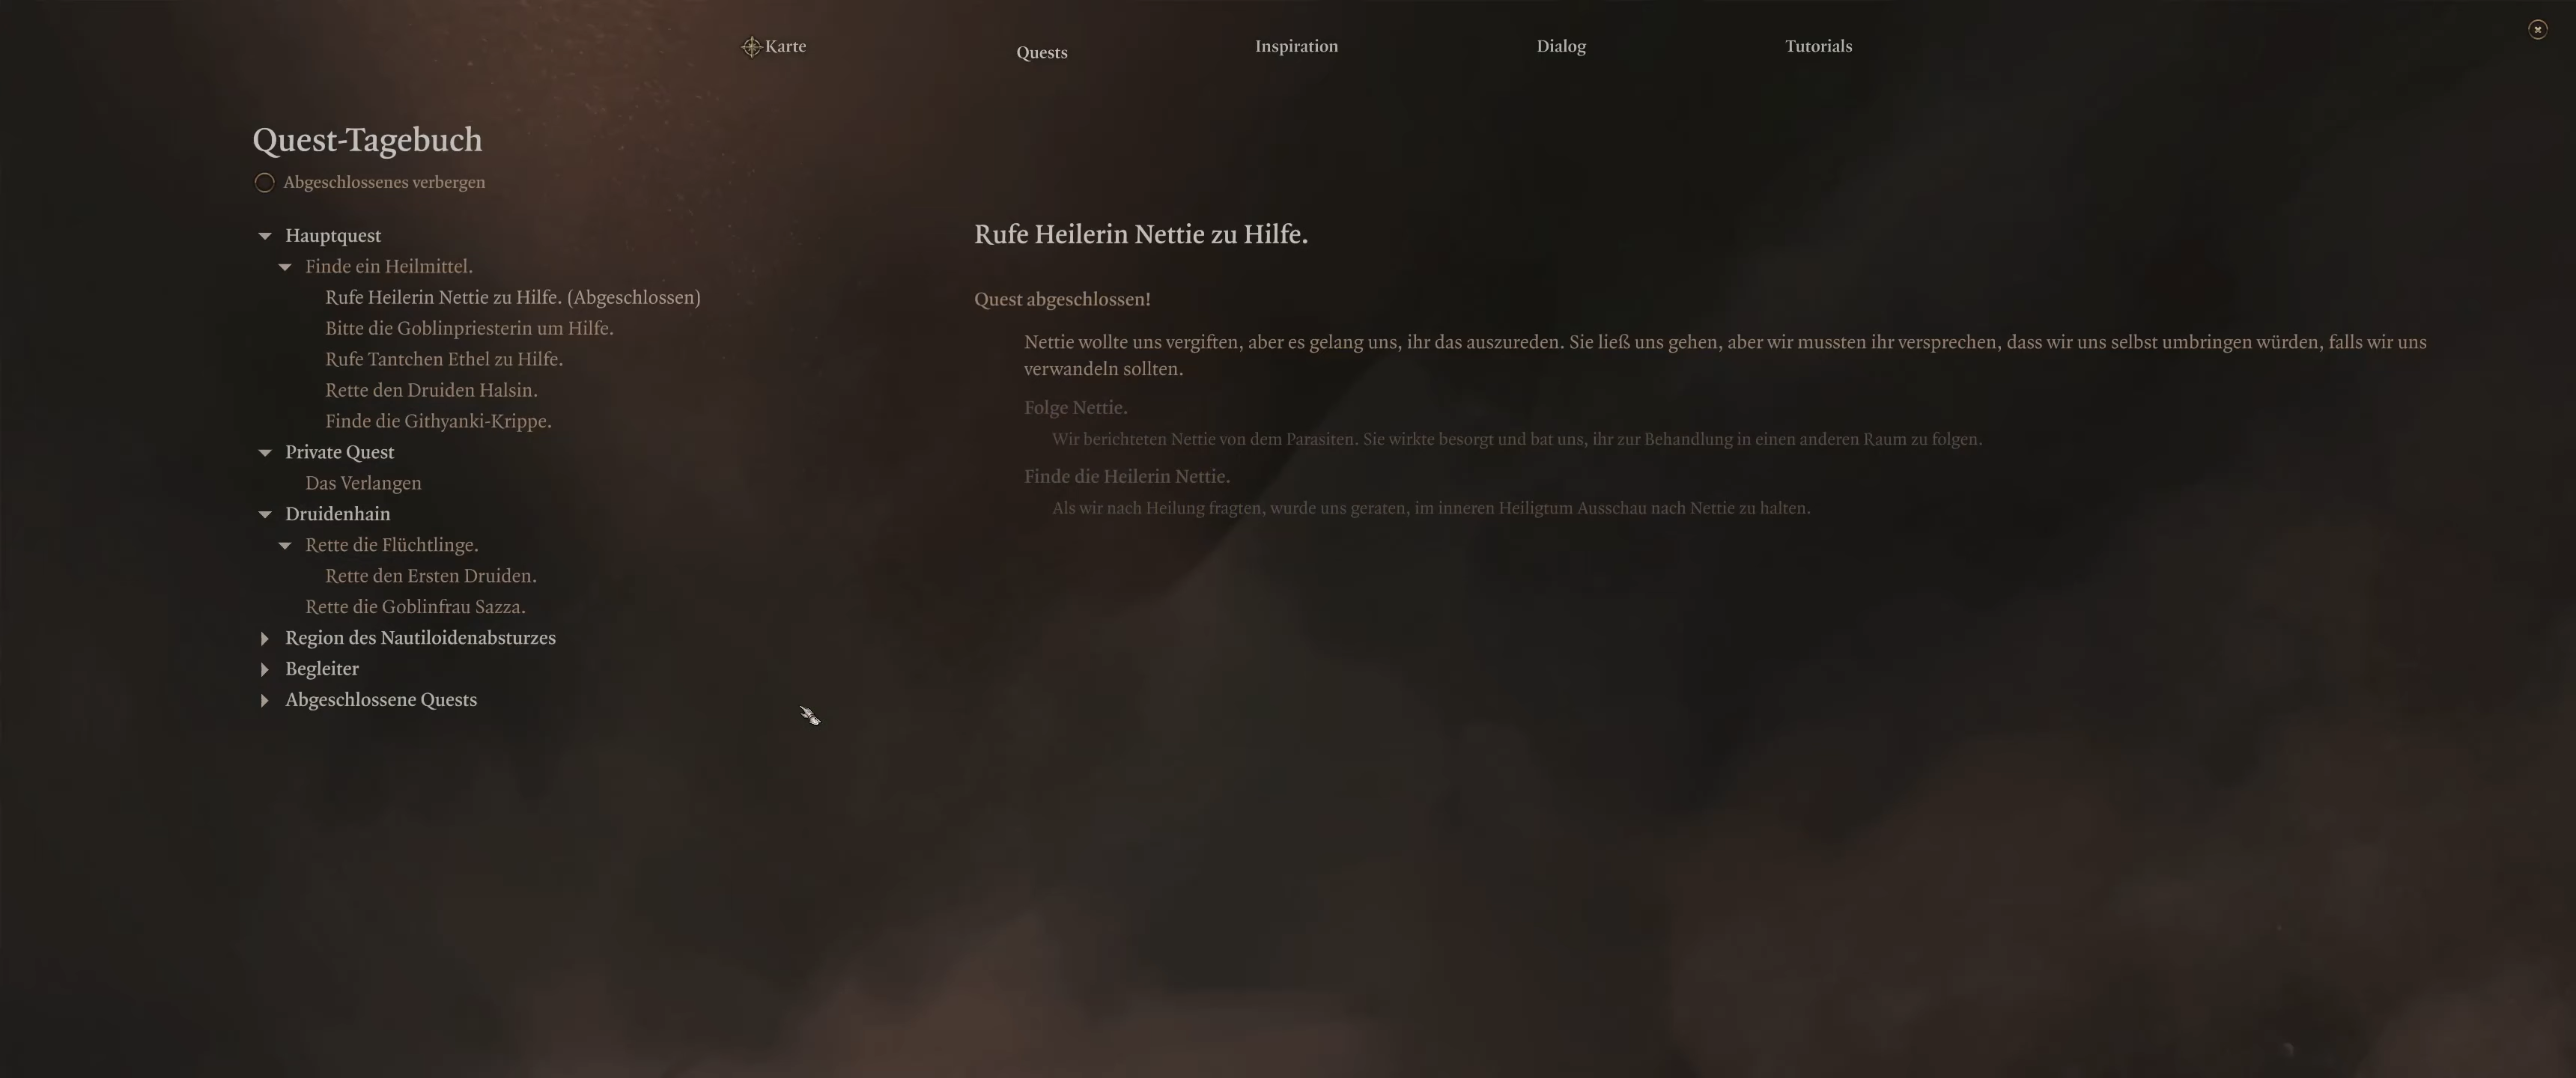 Karte
Quests
Inspiration
Dialog
Tutorials
Quest-Tagebuch
Abgeschlossenes verbergen
Hauptquest
Finde ein Heilmittel.
Rufe Heilerin Nettie zu Hilfe. (Abgeschlossen)
Bitte die Goblinpriesterin um Hilfe.
Rufe Tantchen Ethel zu Hilfe.
Rette den Druiden Halsin.
Finde die Githyanki-Krippe.
Private Quest
Das Verlangen
Druidenhain
Rette die Flüchtlinge.
Rette den Ersten Druiden.
Rette die Goblinfrau Sazza.
Region des Nautiloidenabsturzes
Begleiter
Abgeschlossene Quests
Rufe Heilerin Nettie zu Hilfe.
Quest abgeschlossen!
Nettie wollte uns vergiften, aber es gelang uns, ihr das auszureden. Sie ließ uns gehen, aber wir mussten ihr versprechen, dass wir uns selbst umbringen würden, falls wir uns
verwandeln sollten.
Folge Nettie.
Wir berichteten Nettie von dem Parasiten. Sie wirkte besorgt und bat uns, ihr zur Behandlung in einen anderen Raum zu folgen.
Finde die Heilerin Nettie.
Als wir nach Heilung fragten, wurde uns geraten, im inneren Heiligtum Ausschau nach Nettie zu halten.